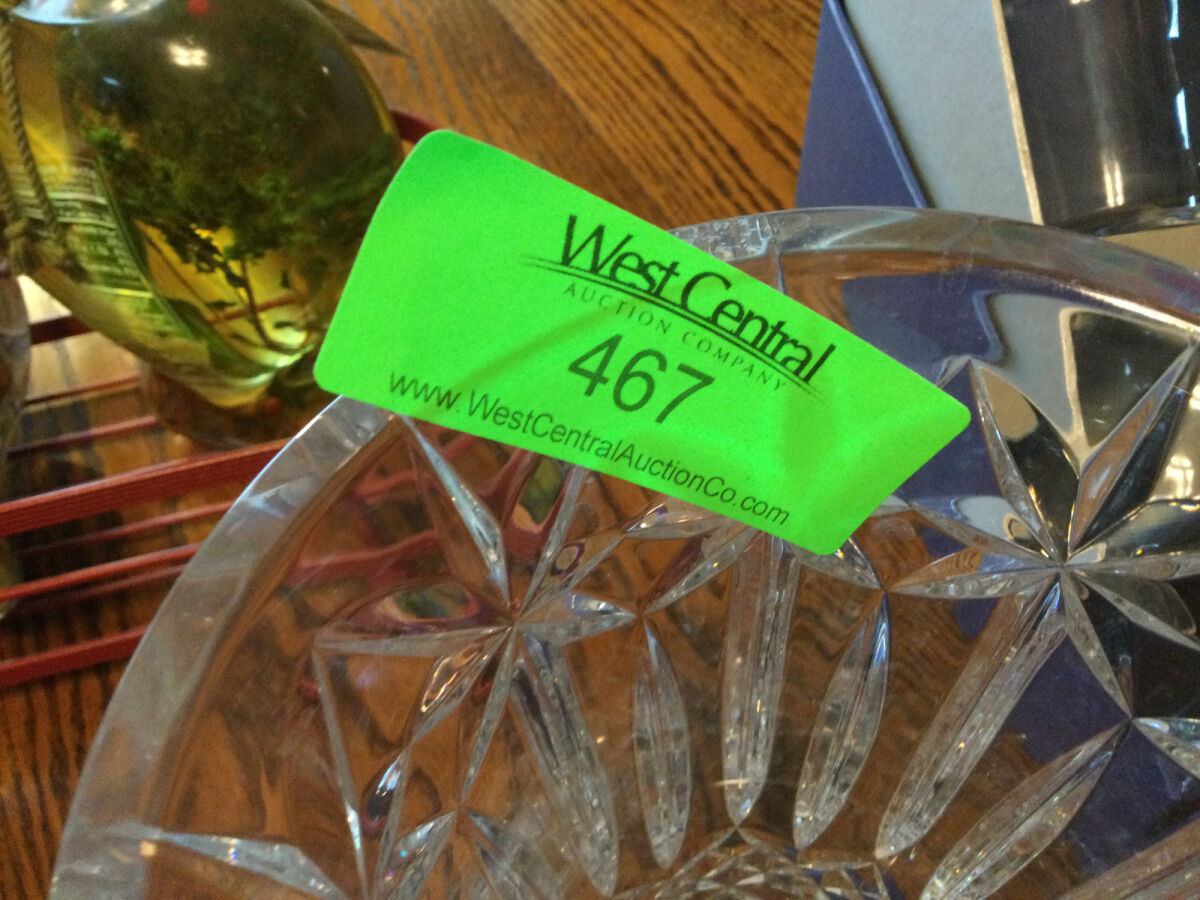 West Central
AUCTION COMPANY
467
www.WestCentralAuctionCo.com